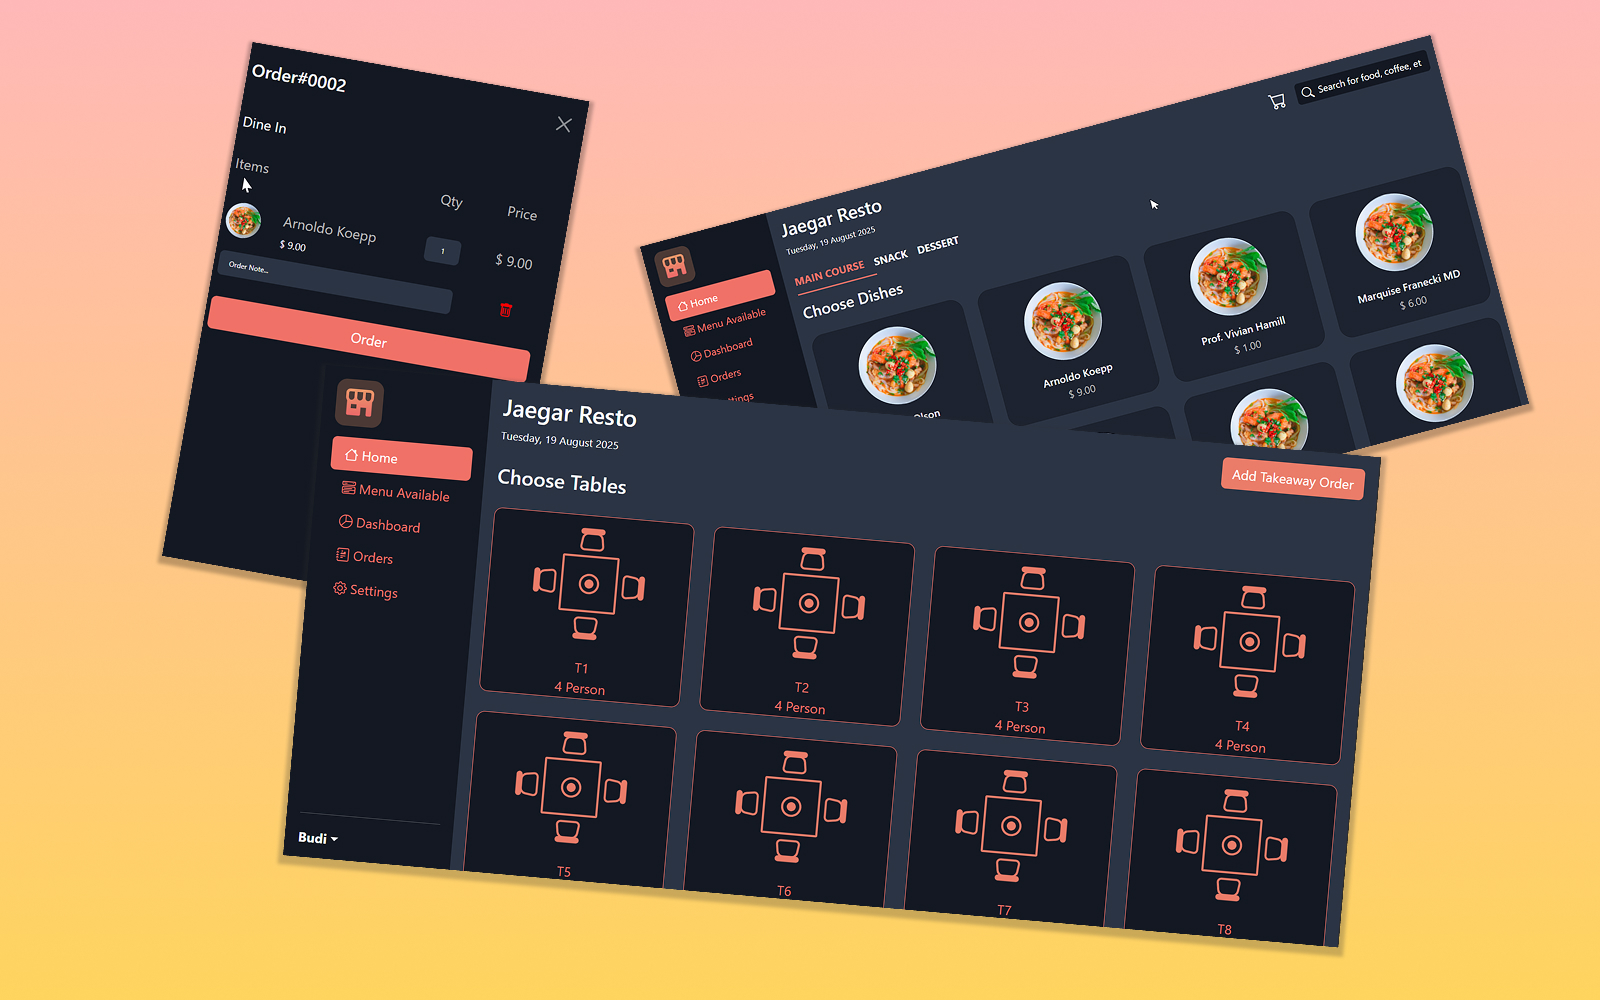 Order#0002
Dine In
Items
Qty
Price
Arnoldo Koepp
$ 9.00
1
$ 9.00
Order Note...
Order
Search for food, coffee, et
Jaegar Resto
Tuesday, 19 August 2025
MAIN COURSE SNACK DESSERT
Choose Dishes
Home
Menu Available
Dashboard
Orders
Arnoldo Koepp
$ 9.00
Prof. Vivian Hamill
$ 1.00
Marquise Franecki MD
$ 6.00
Jaegar Resto
Tuesday, 19 August 2025
Add Takeaway Order
Choose Tables
Home
Menu Available
Dashboard
Orders
Settings
Budi
T1
4 Person
T2
4 Person
T3
4 Person
T4
4 Person
T5
T6
T7
T8